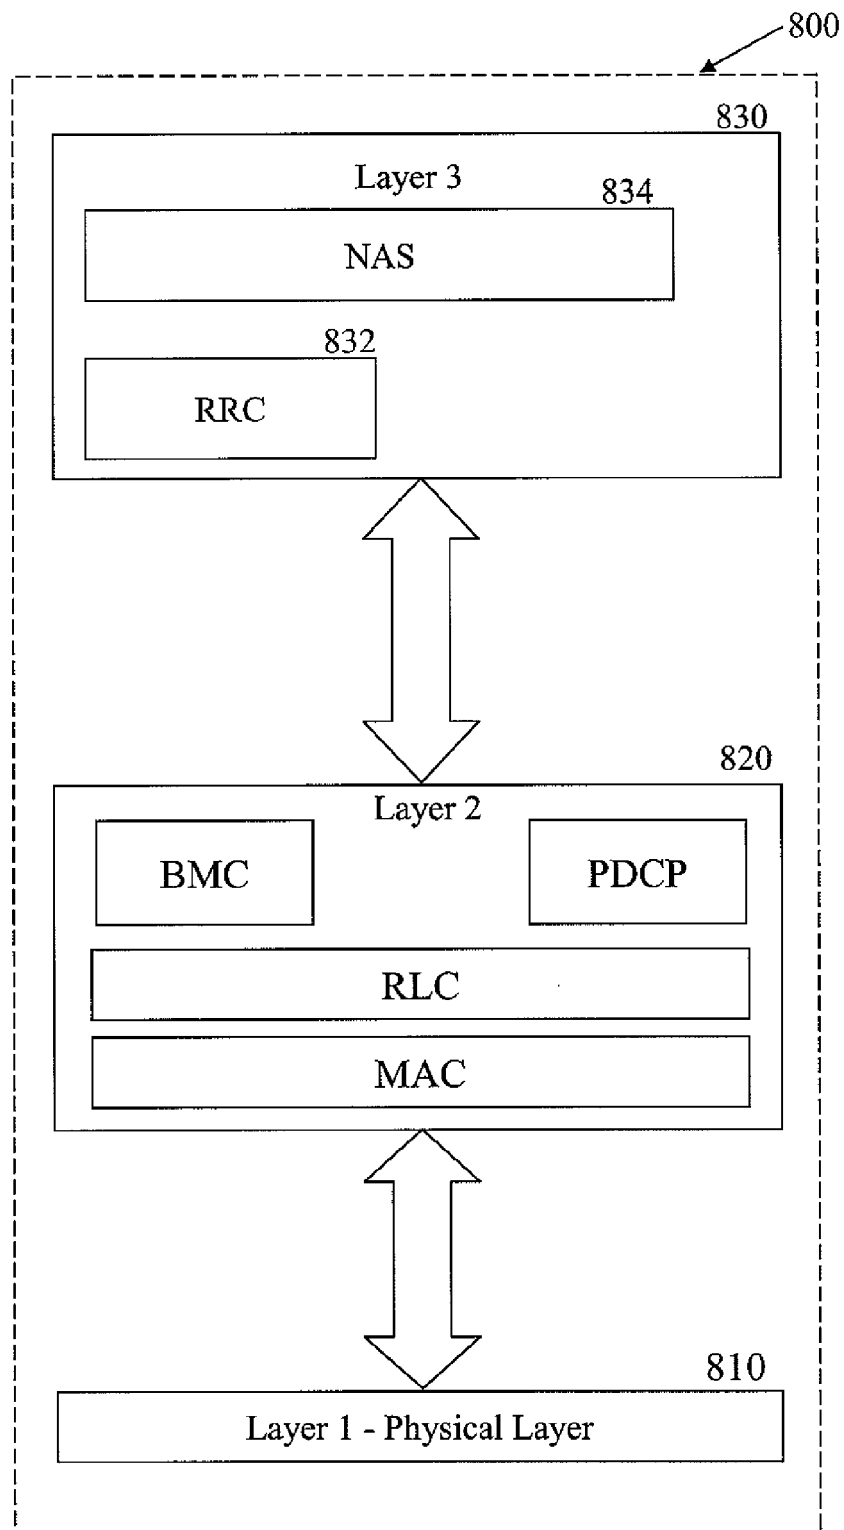 800
830
Layer 3
834
NAS
832
RRC
820
Layer 2
BMC
PDCP
RLC
MAC
810
Layer 1 - Physical Layer